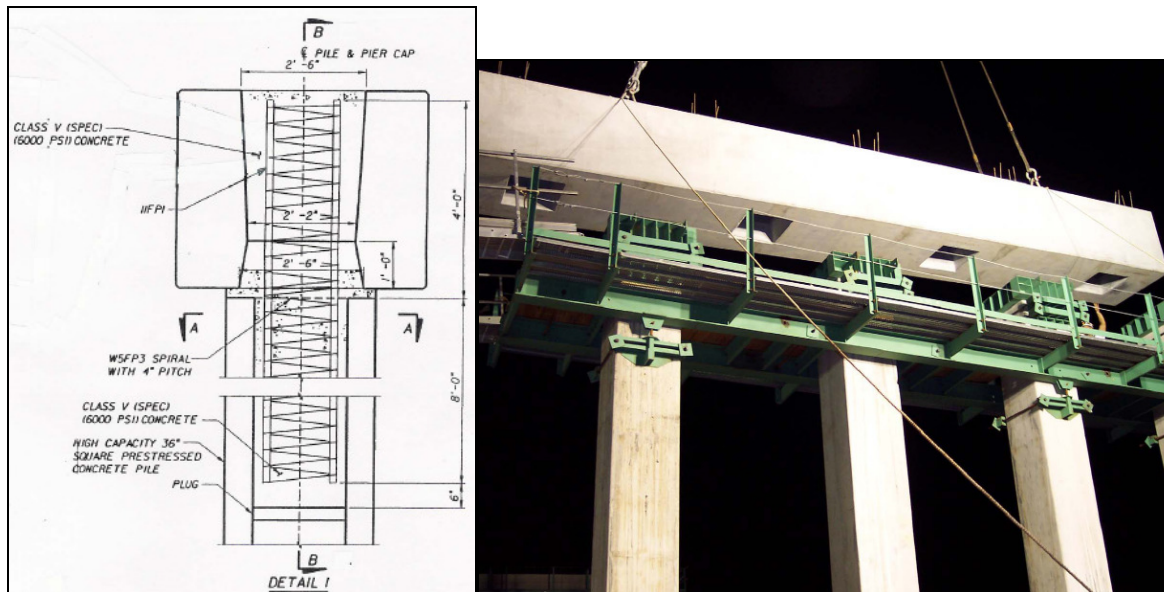 B
℄ PILE & PIER CAP
2'-6"
CLASS V (SPEC)
(6000 PSI) CONCRETE
11FP1
2'-2"
4'-0"
2'-6"
1'-0"
A
A
W5FP3 SPIRAL
WITH 4" PITCH
8'-0"
CLASS V (SPEC)
(6000 PSI) CONCRETE
HIGH CAPACITY 36"
SQUARE PRESTRESSED
CONCRETE PILE
PLUG
6"
B
DETAIL 1